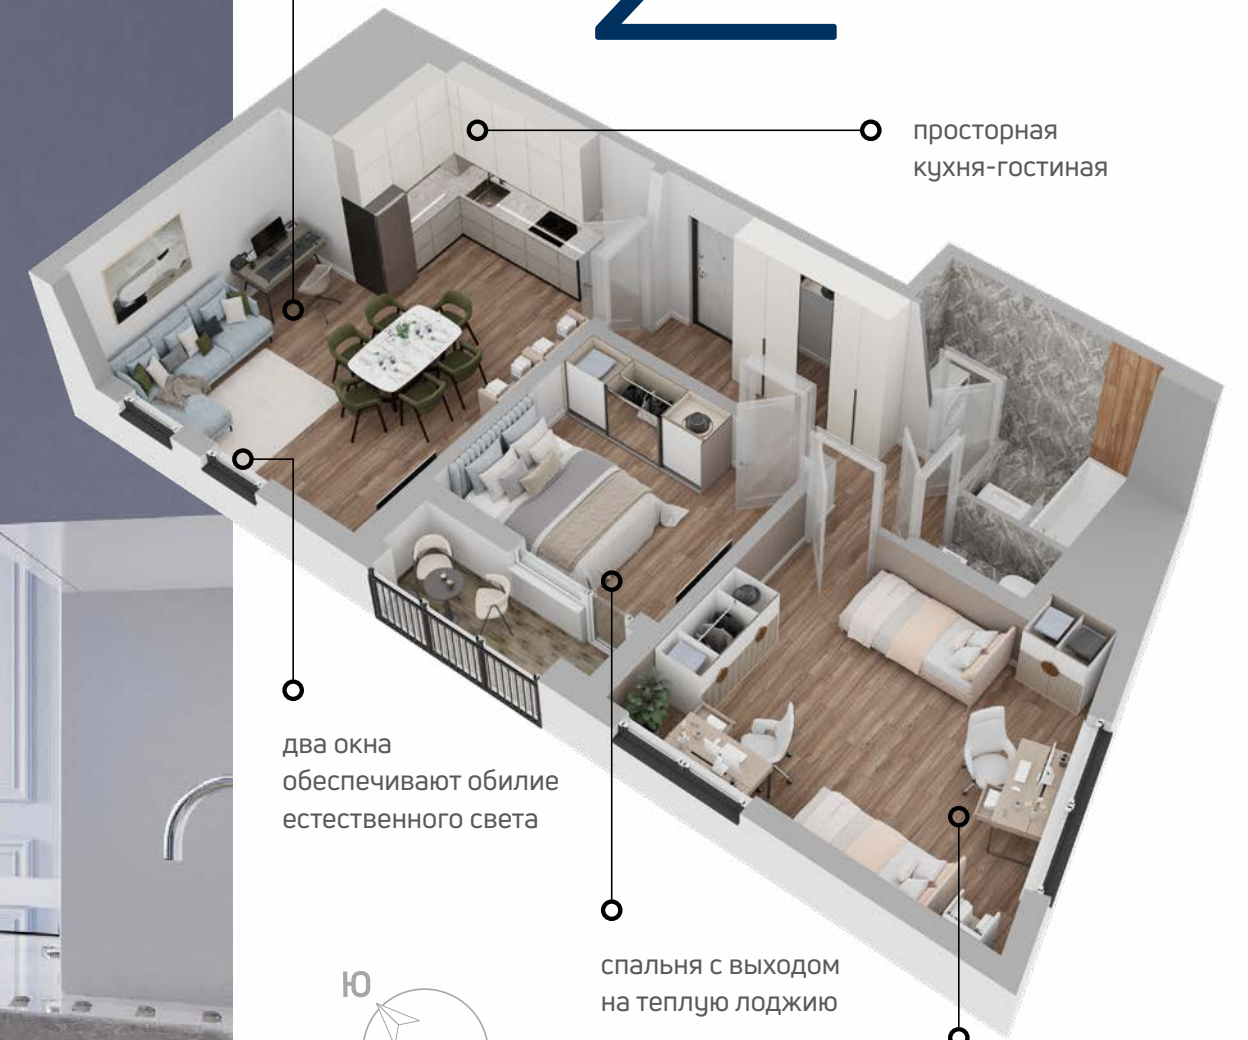 просторная
кухня-гостиная
два окна
обеспечивают обилие
естественного света
спальня с выходом
на теплую лоджию
Ю